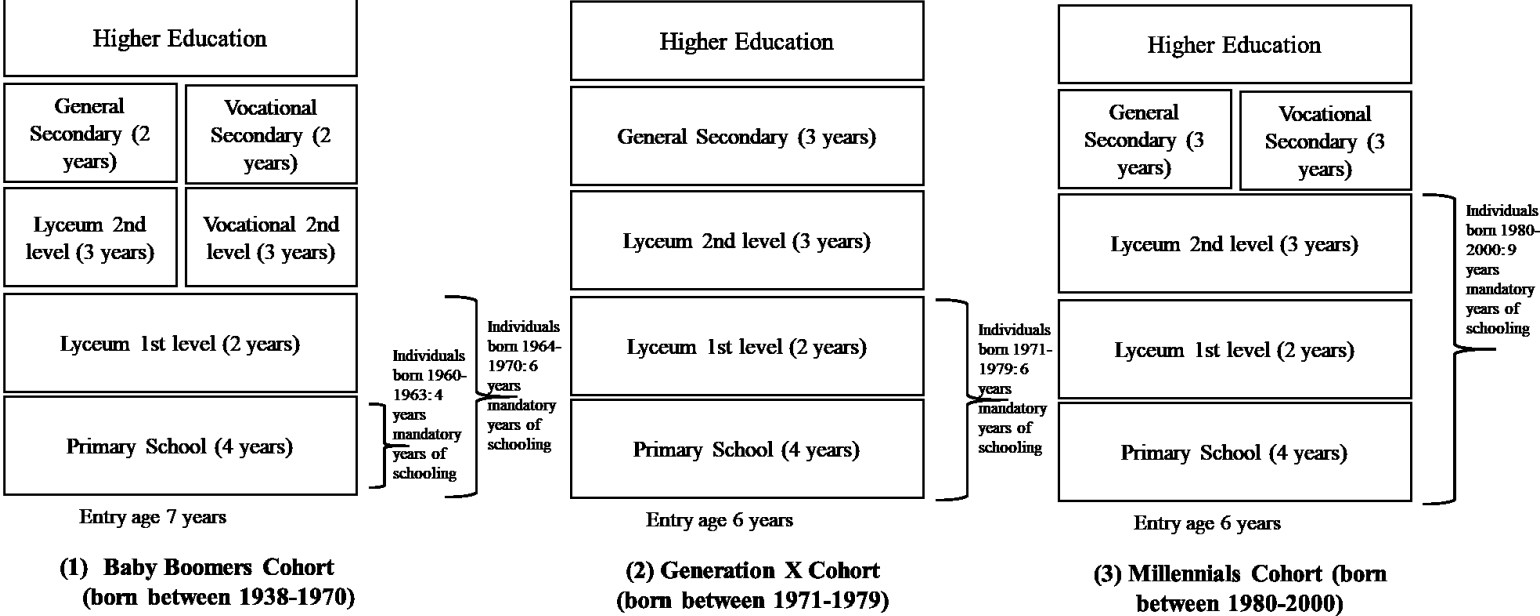 Higher Education
General
Secondary (2
years)
Vocational
Secondary (2
years)
Lyceum 2nd
level (3 years)
Vocational 2nd
level (3 years)
Lyceum 1st level (2 years)
Primary School (4 years)
Individuals
born 1960-
1963: 4
years
mandatory
years of
schooling
Individuals
born 1964-
1970: 6
years
mandatory
years of
schooling
Entry age 7 years
(1) Baby Boomers Cohort
(born between 1938-1970)
Higher Education
General Secondary (3 years)
Lyceum 2nd level (3 years)
Lyceum 1st level (2 years)
Primary School (4 years)
Individuals
born 1971-
1979: 6
years
mandatory
years of
schooling
Entry age 6 years
(2) Generation X Cohort
(born between 1971-1979)
Higher Education
General
Secondary (3
years)
Vocational
Secondary (3
years)
Lyceum 2nd level (3 years)
Lyceum 1st level (2 years)
Primary School (4 years)
Individuals
born 1980-
2000: 9
years
mandatory
years of
schooling
Entry age 6 years
(3) Millennials Cohort (born
between 1980-2000)